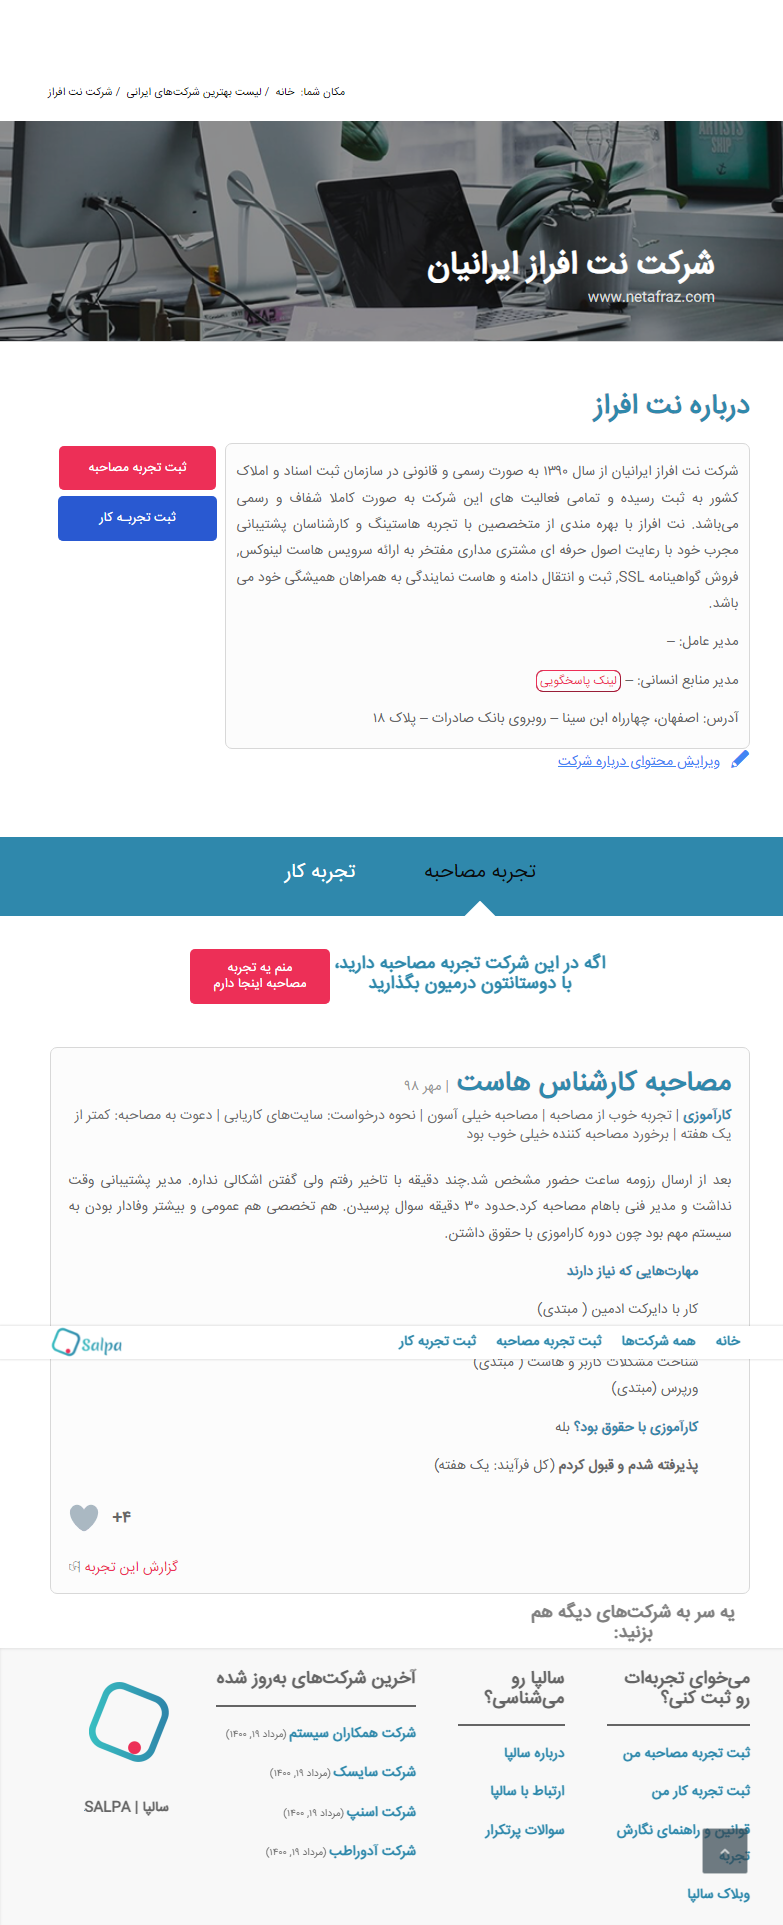 مکان شما: خانه / لیست بهترین شرکت‌های ایرانی / شرکت نت افراز
ARTISTS
SHIP
شرکت نت افراز ایرانیان
www.netafraz.com
درباره نت افراز
شرکت نت افراز ایرانیان از سال ۱۳۹۰ به صورت رسمی و قانونی در سازمان ثبت اسناد و املاک
کشور به ثبت رسیده و تمامی فعالیت های این شرکت به صورت کاملا شفاف و رسمی
می‌باشد. نت افراز با بهره مندی از متخصصین با تجربه هاستینگ و کارشناسان پشتیبانی
مجرب خود با رعایت اصول حرفه ای مشتری مداری مفتخر به ارائه سرویس هاست لینوکس,
فروش گواهینامه SSL, ثبت و انتقال دامنه و هاست نمایندگی به همراهان همیشگی خود می
باشد.
مدیر عامل: –
مدیر منابع انسانی: – لینک پاسخگویی
آدرس: اصفهان، چهارراه ابن سینا – روبروی بانک صادرات – پلاک ۱۸
ویرایش محتوای درباره شرکت
ثبت تجربه مصاحبه
ثبت تجربـه کار
تجربه مصاحبه
تجربه کار
اگه در این شرکت تجربه مصاحبه دارید،
با دوستانتون درمیون بگذارید
منم یه تجربه
مصاحبه اینجا دارم
مصاحبه کارشناس هاست | مهر ۹۸
کارآموزی | تجربه خوب از مصاحبه | مصاحبه خیلی آسون | نحوه درخواست: سایت‌های کاریابی | دعوت به مصاحبه: کمتر از
یک هفته | برخورد مصاحبه کننده خیلی خوب بود
بعد از ارسال رزومه ساعت حضور مشخص شد.چند دقیقه با تاخیر رفتم ولی گفتن اشکالی نداره. مدیر پشتیبانی وقت
نداشت و مدیر فنی باهام مصاحبه کرد.حدود ۳۰ دقیقه سوال پرسیدن. هم تخصصی هم عمومی و بیشتر وفادار بودن به
سیستم مهم بود چون دوره کاراموزی با حقوق داشتن.
مهارت‌هایی که نیاز دارند
کار با دایرکت ادمین ( مبتدی)
خانه همه شرکت‌ها ثبت تجربه مصاحبه ثبت تجربه کار
Salpa
شناخت مشکلات کاربر و هاست ( مبتدی)
ورپرس (مبتدی)
کارآموزی با حقوق بود؟ بله
پذیرفته شدم و قبول کردم (کل فرآیند: یک هفته)
+۴
گزارش این تجربه
یه سر به شرکت‌های دیگه هم
بزنید:
می‌خوای تجربه‌ات
رو ثبت کنی؟
ثبت تجربه مصاحبه من
ثبت تجربه کار من
قوانین و راهنمای نگارش
تجربه
وبلاگ سالپا
سالپا رو
می‌شناسی؟
درباره سالپا
ارتباط با سالپا
سوالات پرتکرار
آخرین شرکت‌های به‌روز شده
شرکت همکاران سیستم (مرداد ۱۹, ۱۴۰۰)
شرکت سایسک (مرداد ۱۹, ۱۴۰۰)
شرکت اسنپ (مرداد ۱۹, ۱۴۰۰)
شرکت آدوراطب (مرداد ۱۹, ۱۴۰۰)
سالپا | SALPA